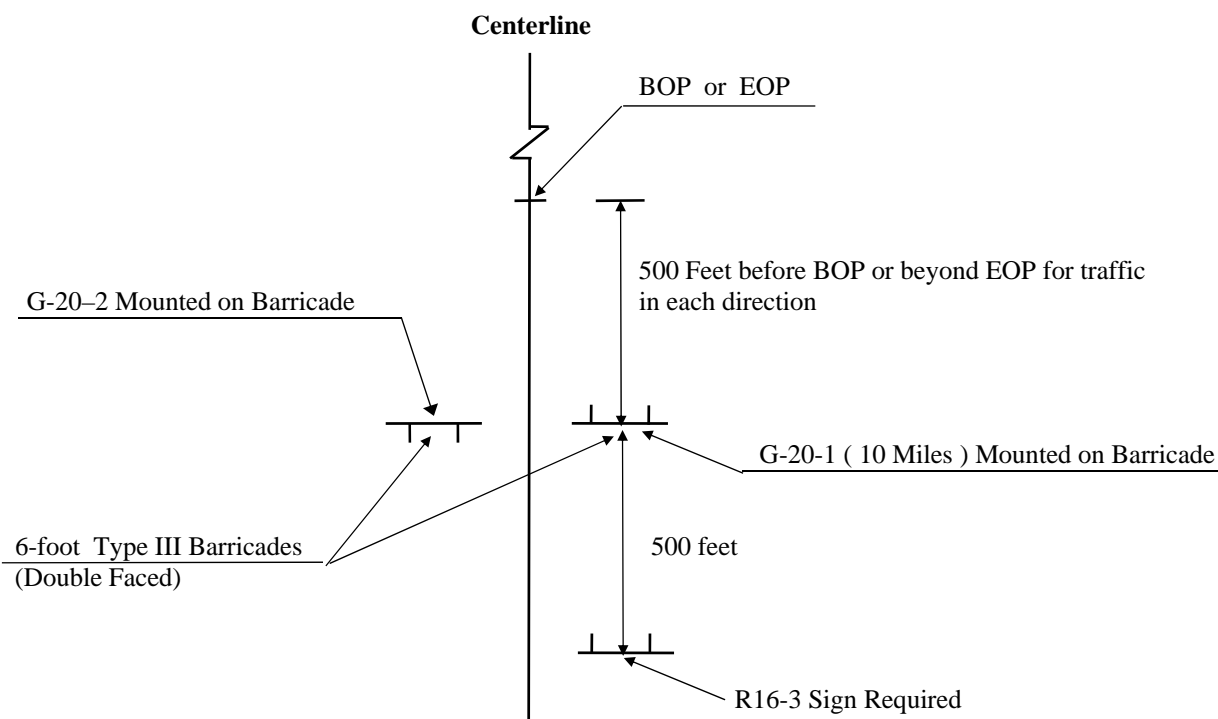 Centerline
BOP or EOP
500 Feet before BOP or beyond EOP for traffic
in each direction
G-20–2 Mounted on Barricade
G-20-1 ( 10 Miles ) Mounted on Barricade
6-foot Type III Barricades
(Double Faced)
500 feet
R16-3 Sign Required